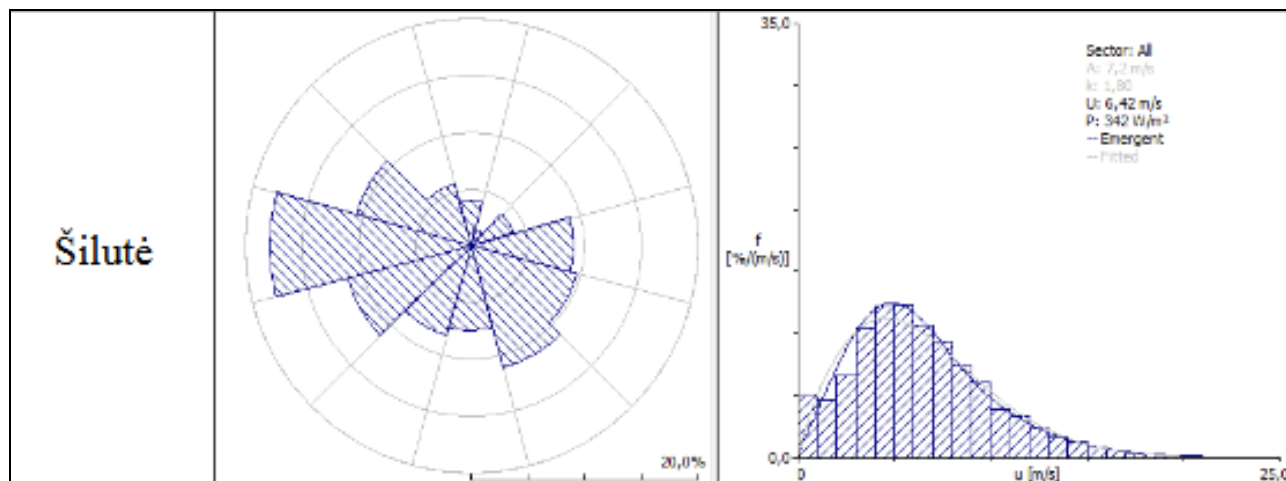 Šilutė
20,0%
35,0
f
[%/(m/s)]
0,0
0
u [m/s]
25,0
Sector: All
A: 7,2 m/s
k: 1,80
U: 6,42 m/s
P: 342 W/m²
-- Emergent
-- Fitted